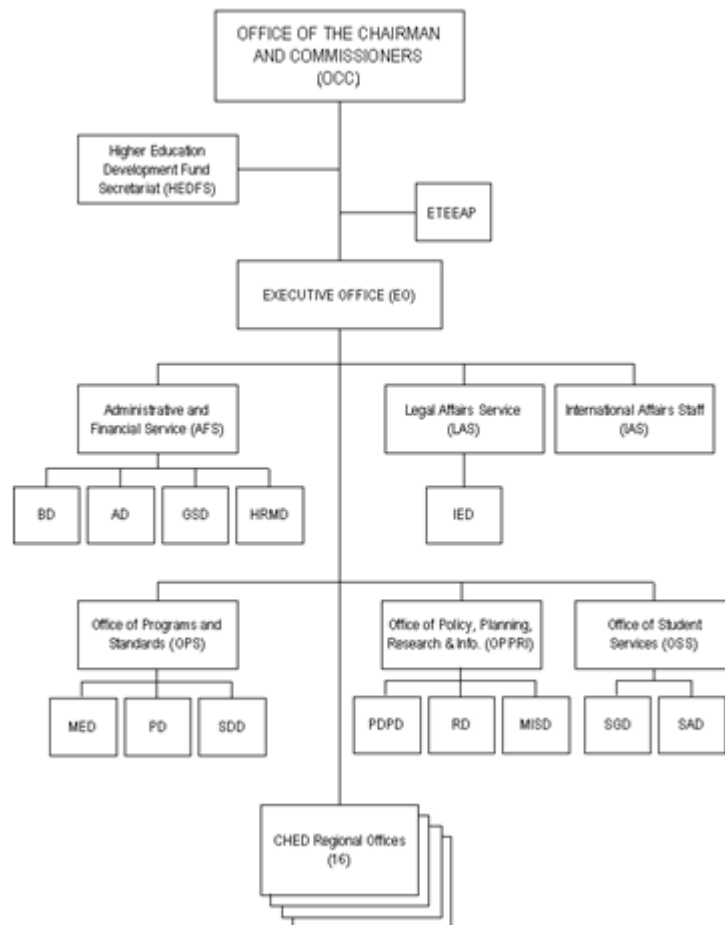 OFFICE OF THE CHAIRMAN
AND COMMISSIONERS
(OCC)
Higher Education
Development Fund
Secretariat (HEDFS)
ETEEAP
EXECUTIVE OFFICE (EO)
Administrative and
Financial Service (AFS)
Legal Affairs Service
(LAS)
International Affairs Staff
(IAS)
BD
AD
GSD
HRMD
IED
Office of Programs and
Standards (OPS)
Office of Policy, Planning,
Research & Info. (OPPRI)
Office of Student
Services (OSS)
MED
PD
SDD
PDPD
RD
MISD
SGD
SAD
CHED Regional Offices
(16)